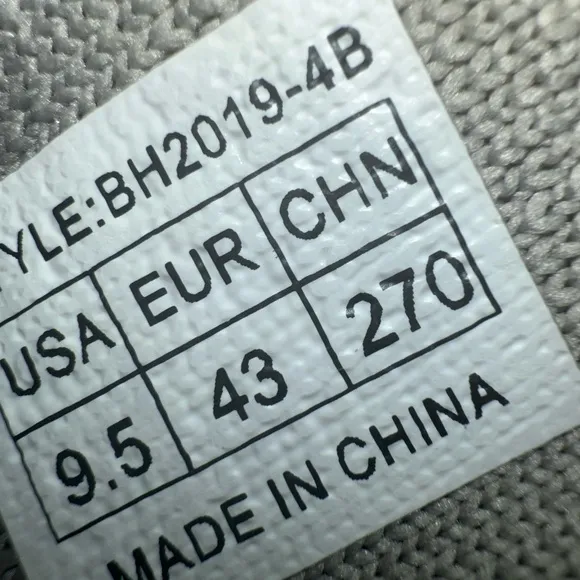 YLE:BH2019-4B
USA EUR CHN
9.5 43 270
MADE IN CHINA